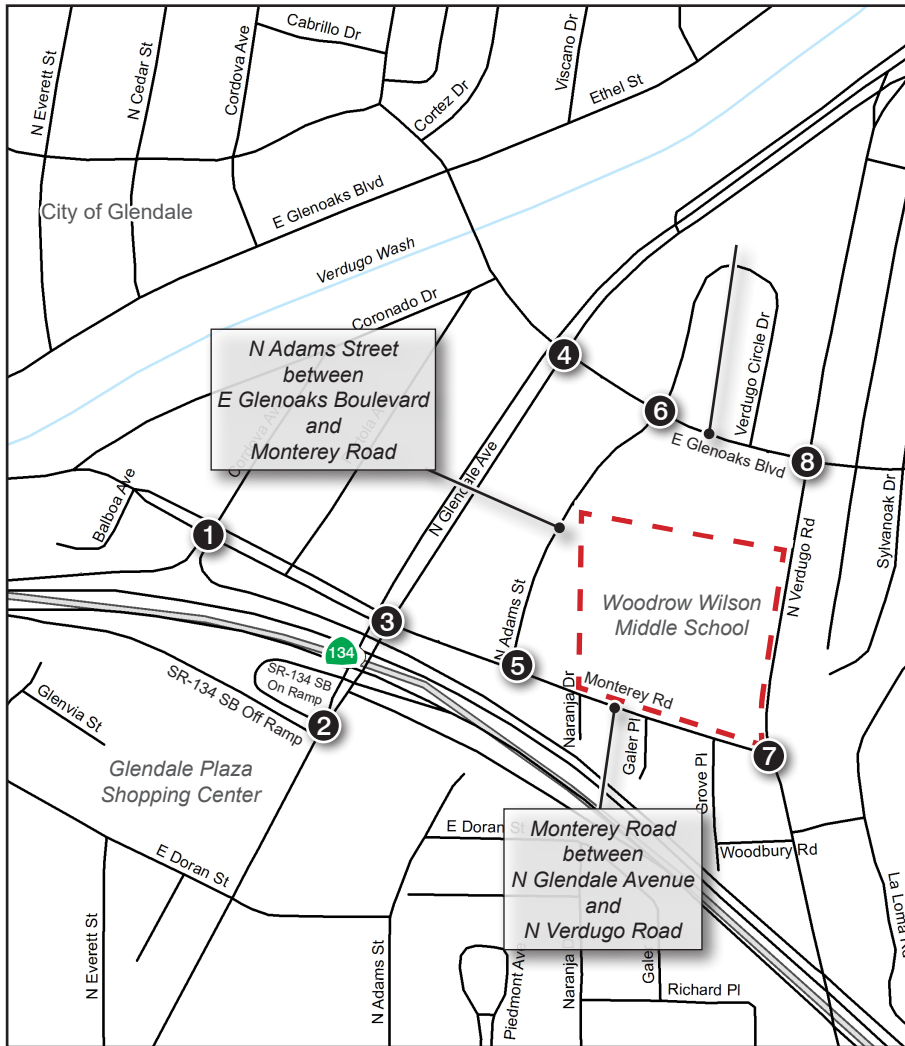 Cabrillo Dr
N Everett St
N Cedar St
Cordova Ave
Viscano Dr
Cortez Dr
Ethel St
City of Glendale
E Glenoaks Blvd
Verdugo Wash
Coronado Dr
N Adams Street
between
E Glenoaks Boulevard
and
Monterey Road
Cordova Ave
4
6
Verdugo Circle Dr
E Glenoaks Blvd
8
Balboa Ave
1
N Glendale Ave
Sylvanoak Dr
N Verdugo Rd
3
Woodrow Wilson
Middle School
N Adams St
5
134
SR-134 SB
On Ramp
SR-134 SB Off Ramp
2
Monterey Rd
Naranja Dr
Galer Pl
Grove Pl
7
Glenvia St
Glendale Plaza
Shopping Center
E Doran St
Monterey Road
between
N Glendale Avenue
and
N Verdugo Road
Woodbury Rd
E Doran St
La Loma Rd
N Everett St
N Adams St
Piedmont Ave
Naranja D
Gale
Richard Pl